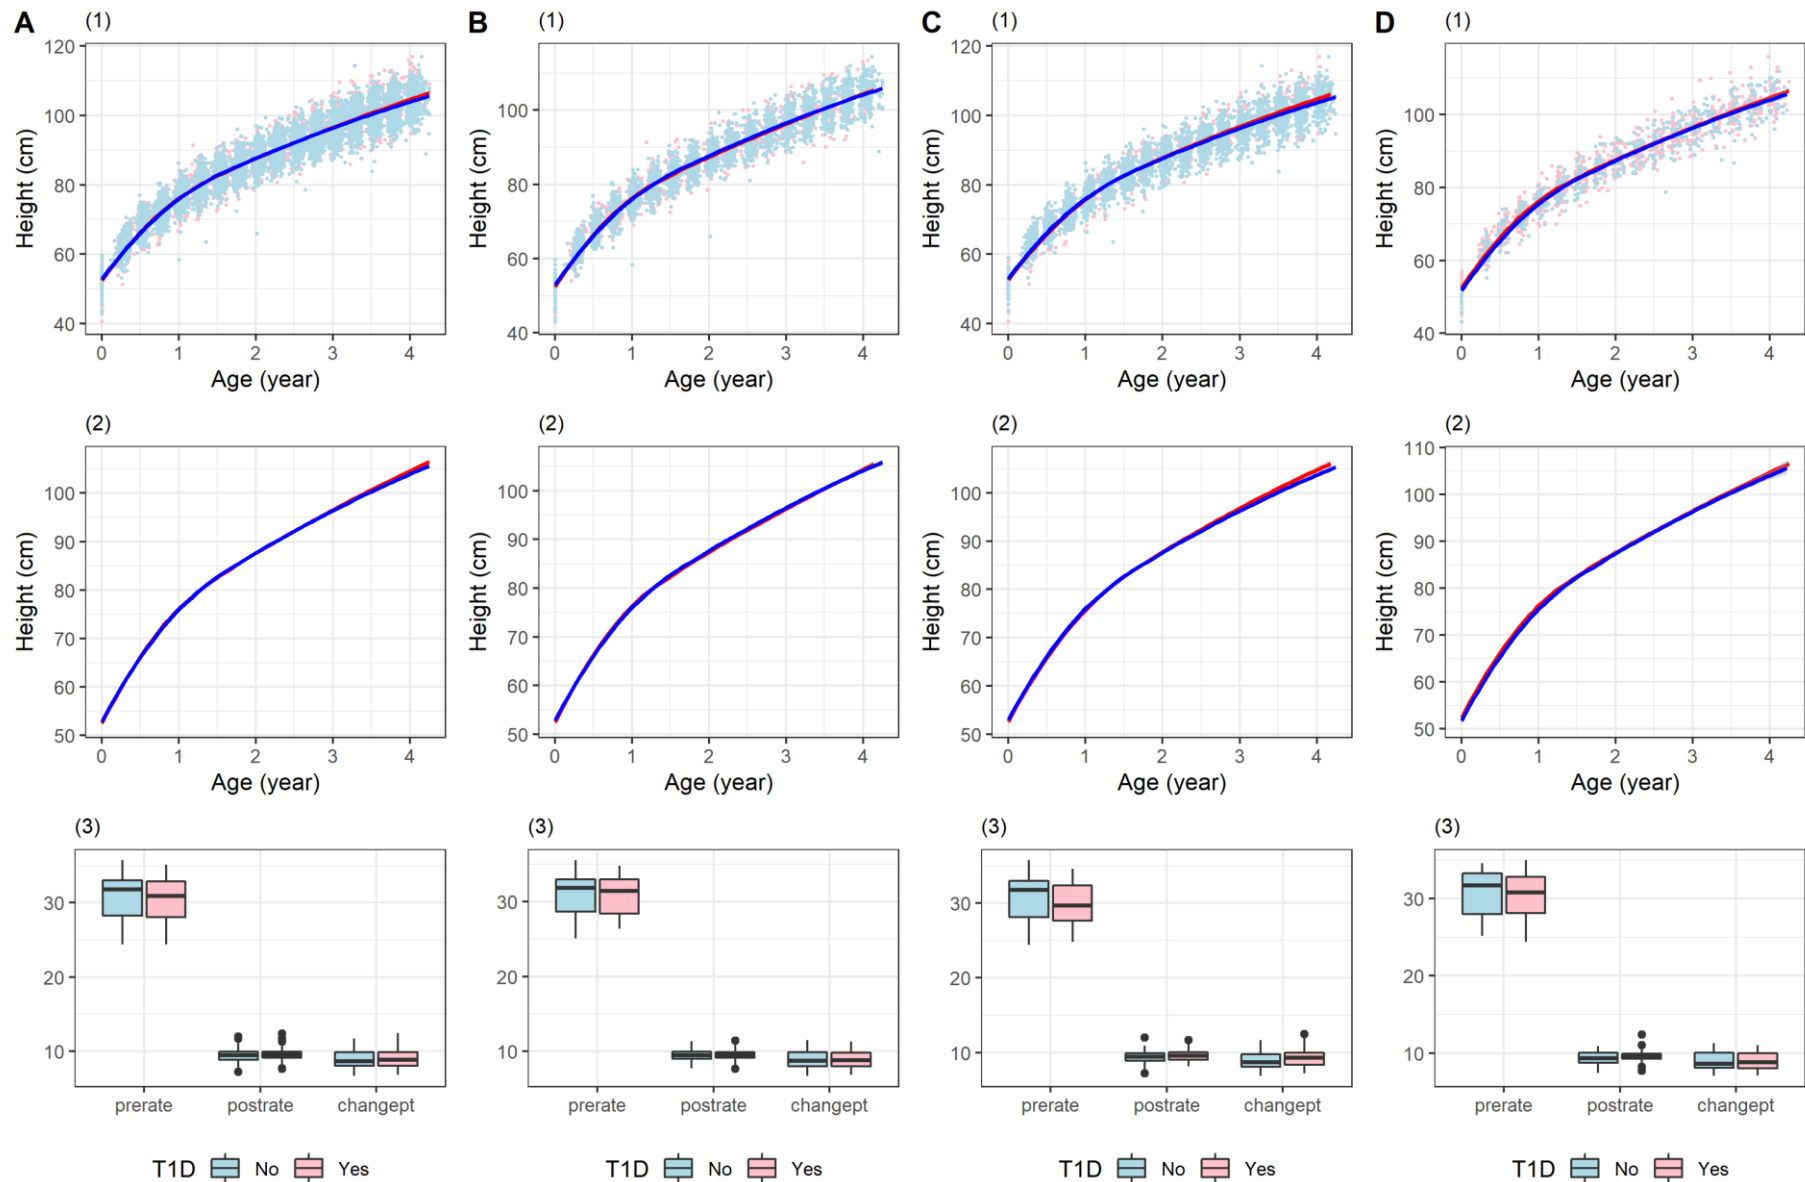 A (1) B (1) C (1) D (1)
120
100
80
60
40
Height (cm)
0 1 2 3 4
Age (year)
100
80
60
40
Height (cm)
0 1 2 3 4
Age (year)
120
100
80
60
40
Height (cm)
0 1 2 3 4
Age (year)
100
80
60
40
Height (cm)
0 1 2 3 4
Age (year)
(2)
100
90
80
70
60
50
Height (cm)
0 1 2 3 4
Age (year)
(2)
100
90
80
70
60
50
Height (cm)
0 1 2 3 4
Age (year)
(2)
100
90
80
70
60
50
Height (cm)
0 1 2 3 4
Age (year)
(2)
110
100
90
80
70
60
50
Height (cm)
0 1 2 3 4
Age (year)
(3)
30
20
10
prerate postrate changept
T1D No Yes
(3)
30
20
10
prerate postrate changept
T1D No Yes
(3)
30
20
10
prerate postrate changept
T1D No Yes
(3)
30
20
10
prerate postrate changept
T1D No Yes